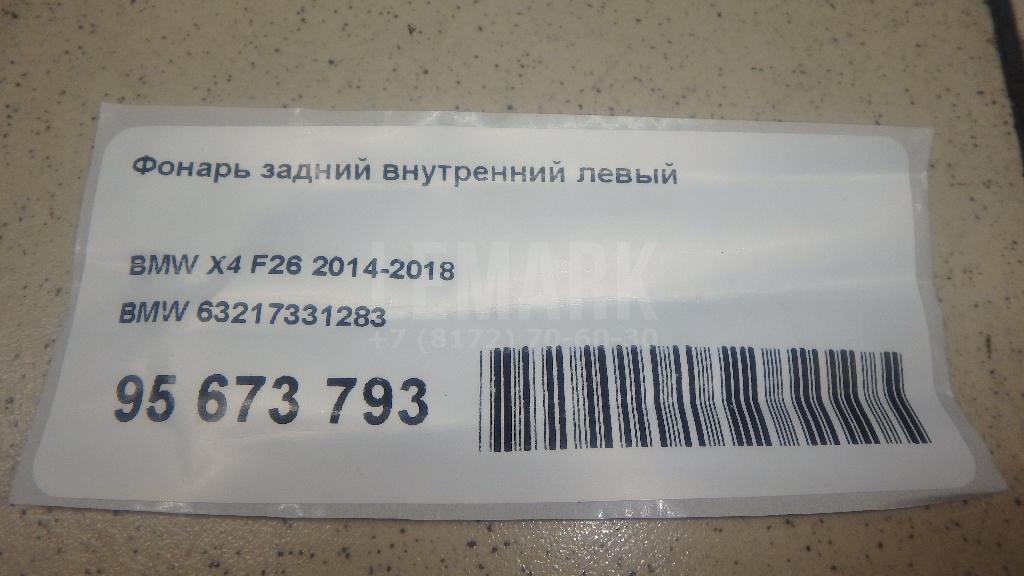 Фонарь задний внутренний левый
BMW X4 F26 2014-2018
LEMARK
BMW 63217331283
+7 (8172) 70-60-30
95 673 793